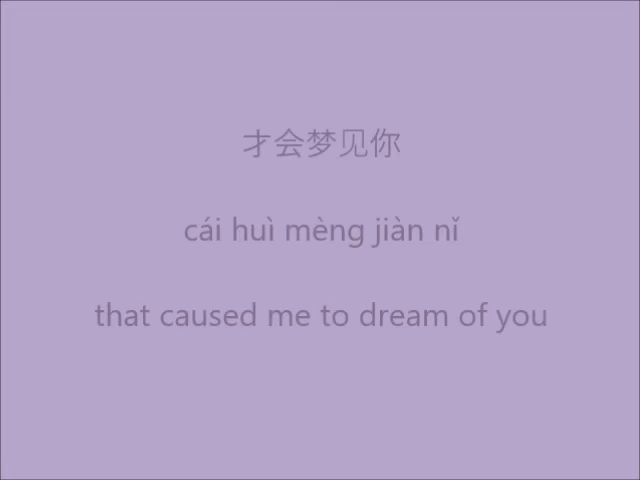 才会梦见你
cái huì mèng jiàn nǐ
that caused me to dream of you